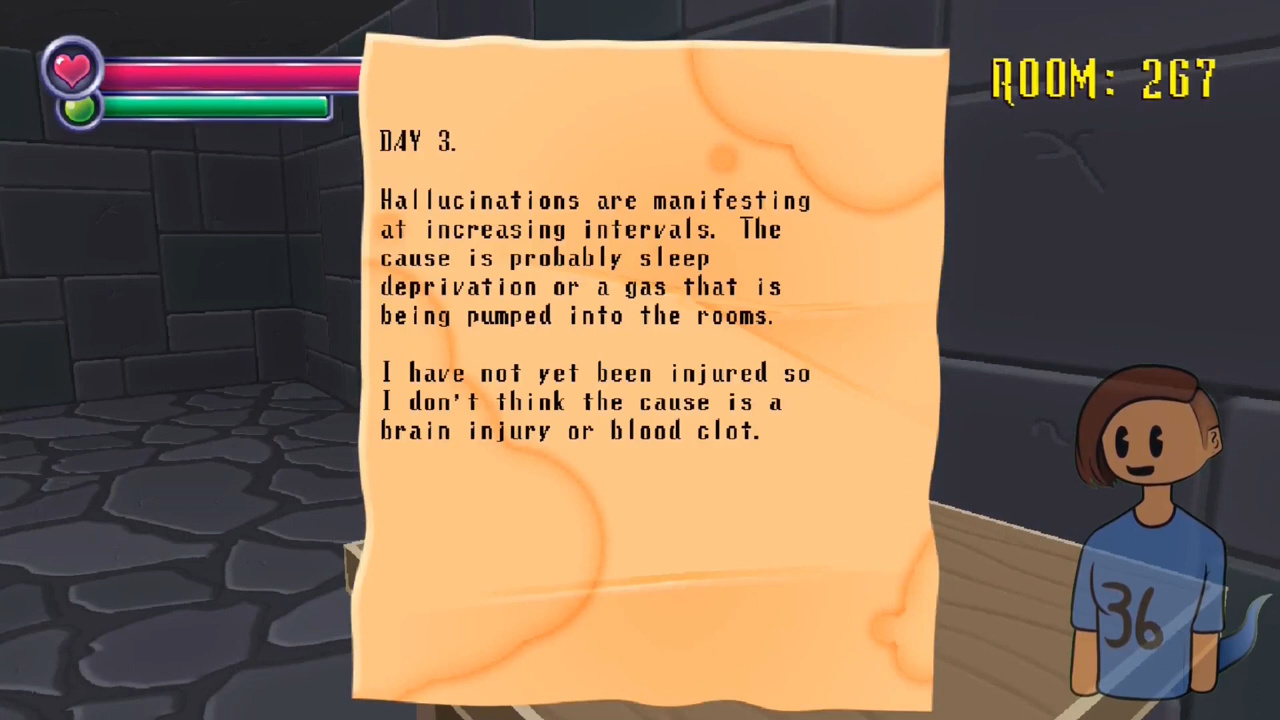 ROOM: 267
DAY 3.
Hallucinations are manifesting
at increasing intervals. The
cause is probably sleep
deprivation or a gas that is
being pumped into the rooms.
I have not yet been injured so
I don't think the cause is a
brain injury or blood clot.
36